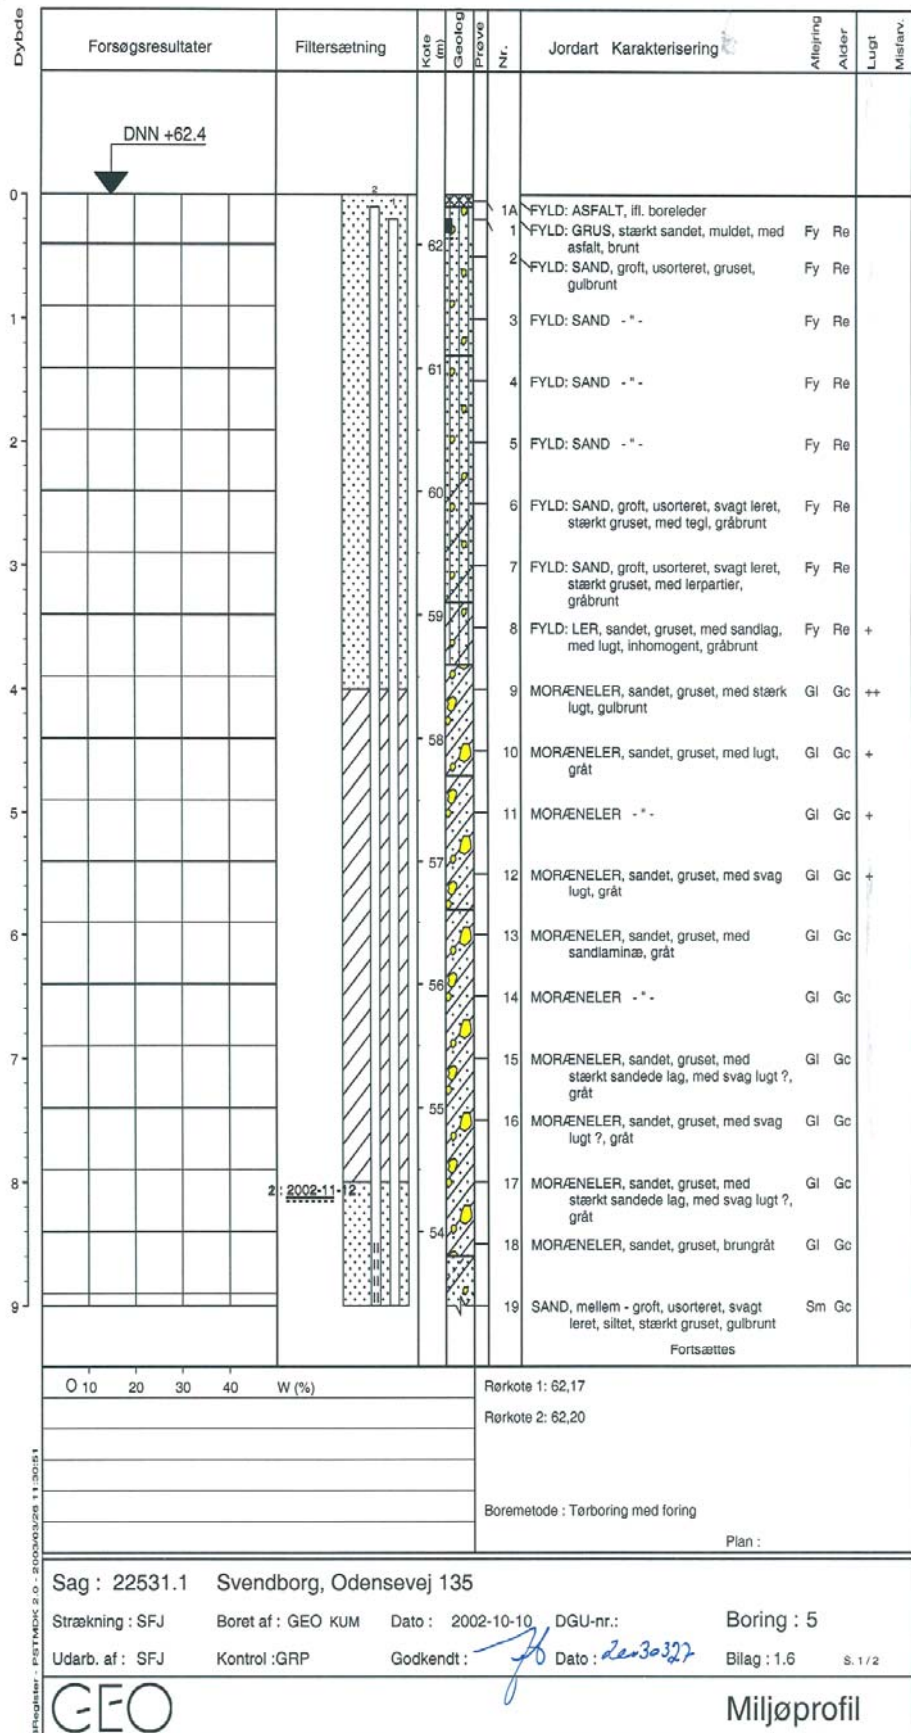 Dybde
Forsøgsresultater
Filtersætning
Kote (m)
Geologi
Prøve
Nr.
Jordart Karakterisering
Aflejring
Alder
Lugt
Misfarv.
DNN +62.4
0
2
1
1A FYLD: ASFALT, ifl. boreleder
1 FYLD: GRUS, stærkt sandet, muldet, med Fy Re
asfalt, brunt
62
2 FYLD: SAND, groft, usorteret, gruset, Fy Re
gulbrunt
1
3 FYLD: SAND - " - Fy Re
61
4 FYLD: SAND - " - Fy Re
2
5 FYLD: SAND - " - Fy Re
60
6 FYLD: SAND, groft, usorteret, svagt leret, Fy Re
stærkt gruset, med tegl, gråbrunt
3
7 FYLD: SAND, groft, usorteret, svagt leret, Fy Re
stærkt gruset, med lerpartier,
gråbrunt
59
8 FYLD: LER, sandet, gruset, med sandlag, Fy Re +
med lugt, inhomogent, gråbrunt
4
9 MORÆNELER, sandet, gruset, med stærk Gl Gc ++
lugt, gulbrunt
58
10 MORÆNELER, sandet, gruset, med lugt, Gl Gc +
gråt
5
11 MORÆNELER - " - Gl Gc +
57
12 MORÆNELER, sandet, gruset, med svag Gl Gc +
lugt, gråt
6
13 MORÆNELER, sandet, gruset, med Gl Gc
sandlaminæ, gråt
56
14 MORÆNELER - " - Gl Gc
7
15 MORÆNELER, sandet, gruset, med Gl Gc
stærkt sandede lag, med svag lugt ?,
gråt
55
16 MORÆNELER, sandet, gruset, med svag Gl Gc
lugt ?, gråt
8
2 : 2002-11-12
17 MORÆNELER, sandet, gruset, med Gl Gc
stærkt sandede lag, med svag lugt ?,
gråt
54
18 MORÆNELER, sandet, gruset, brungråt Gl Gc
9
19 SAND, mellem - groft, usorteret, svagt Sm Gc
leret, siltet, stærkt gruset, gulbrunt
Fortsættes
O 10 20 30 40 W (%)
Rørkote 1: 62,17
Rørkote 2: 62,20
Boremetode : Tørboring med foring
Plan :
Register - PSTMDK 2.0 - 2003/03/26 11:30:51
Sag : 22531.1 Svendborg, Odensevej 135
Strækning : SFJ Boret af : GEO KUM Dato : 2002-10-10 DGU-nr.: Boring : 5
Udarb. af : SFJ Kontrol :GRP Godkendt : Dato : Bilag : 1.6 S. 1/2
GEO
Miljøprofil